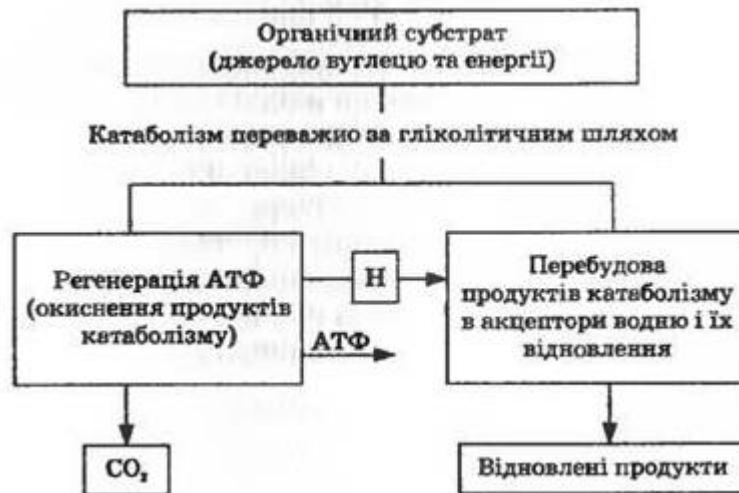 Органічний субстрат
(джерело вуглецю та енергії)
Катаболізм переважно за гліколітичним шляхом
Регенерація АТФ
(окиснення продуктів
катаболізму)
Н
АТФ
Перебудова
продуктів катаболізму
в акцептори водню і їх
відновлення
CO₂
Відновлені продукти